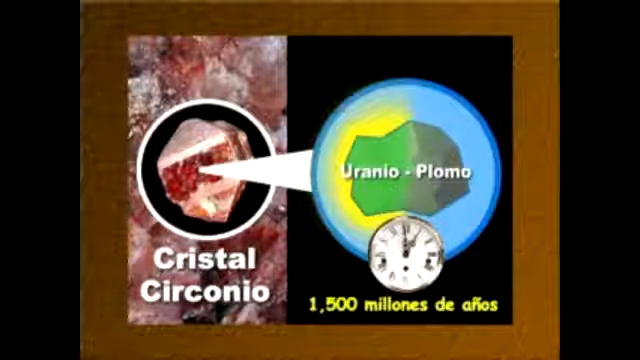 Cristal
Circonio
Uranio - Plomo
1,500 millones de años